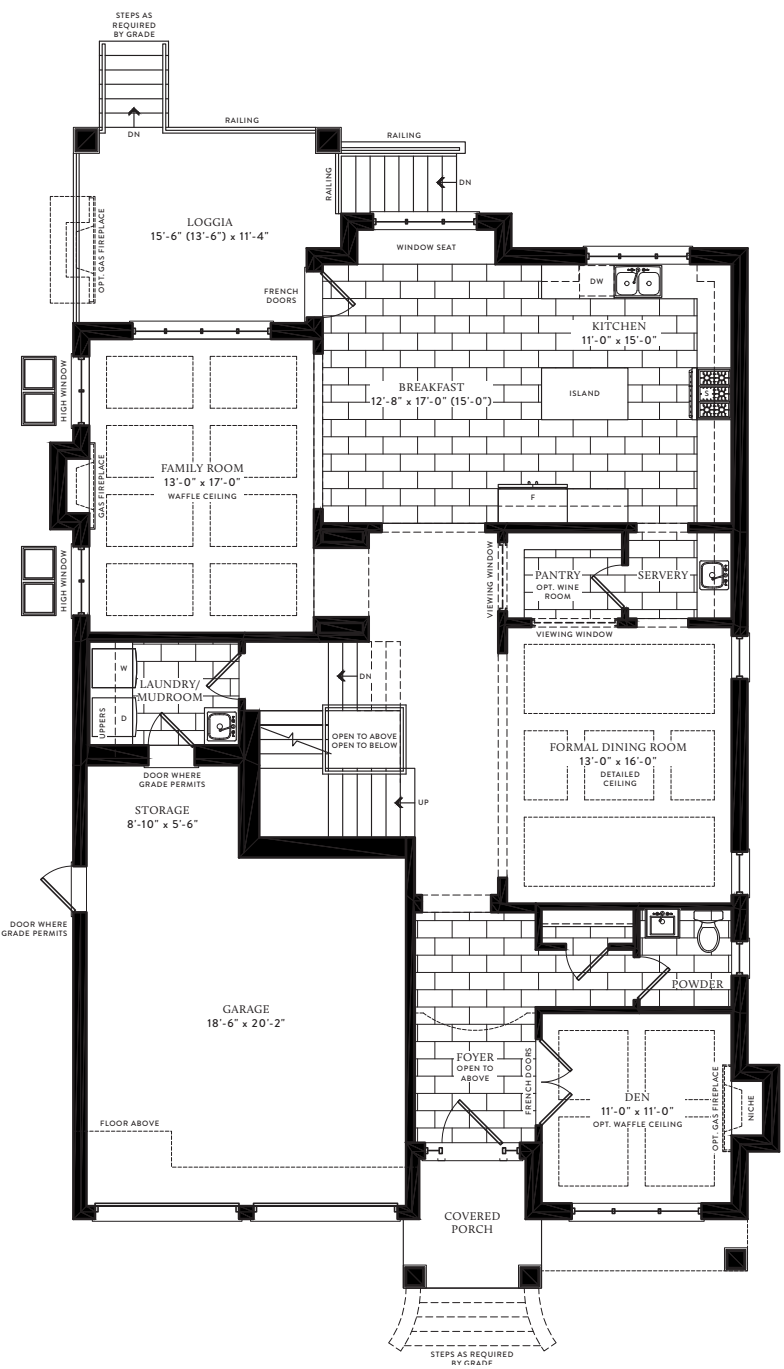 STEPS AS
REQUIRED
BY GRADE
DN
RAILING
RAILING
RAILING
DN
LOGGIA
15'-6" (13'-6") x 11'-4"
OPT. GAS FIREPLACE
WINDOW SEAT
FRENCH
DOORS
DW
KITCHEN
11'-0" x 15'-0"
HIGH WINDOW
BREAKFAST
12'-8" x 17'-0" (15'-0")
ISLAND
S
FAMILY ROOM
13'-0" x 17'-0"
WAFFLE CEILING
GAS FIREPLACE
F
HIGH WINDOW
VIEWING WINDOW
PANTRY
OPT. WINE
ROOM
SERVERY
VIEWING WINDOW
W
LAUNDRY/
MUDROOM
UPPERS
D
DN
OPEN TO ABOVE
OPEN TO BELOW
FORMAL DINING ROOM
13'-0" x 16'-0"
DETAILED
CEILING
DOOR WHERE
GRADE PERMITS
STORAGE
8'-10" x 5'-6"
UP
DOOR WHERE
GRADE PERMITS
POWDER
GARAGE
18'-6" x 20'-2"
FOYER
OPEN TO
ABOVE
FRENCH DOORS
DEN
11'-0" x 11'-0"
OPT. WAFFLE CEILING
OPT. GAS FIREPLACE
NICHE
FLOOR ABOVE
COVERED
PORCH
STEPS AS REQUIRED
BY GRADE